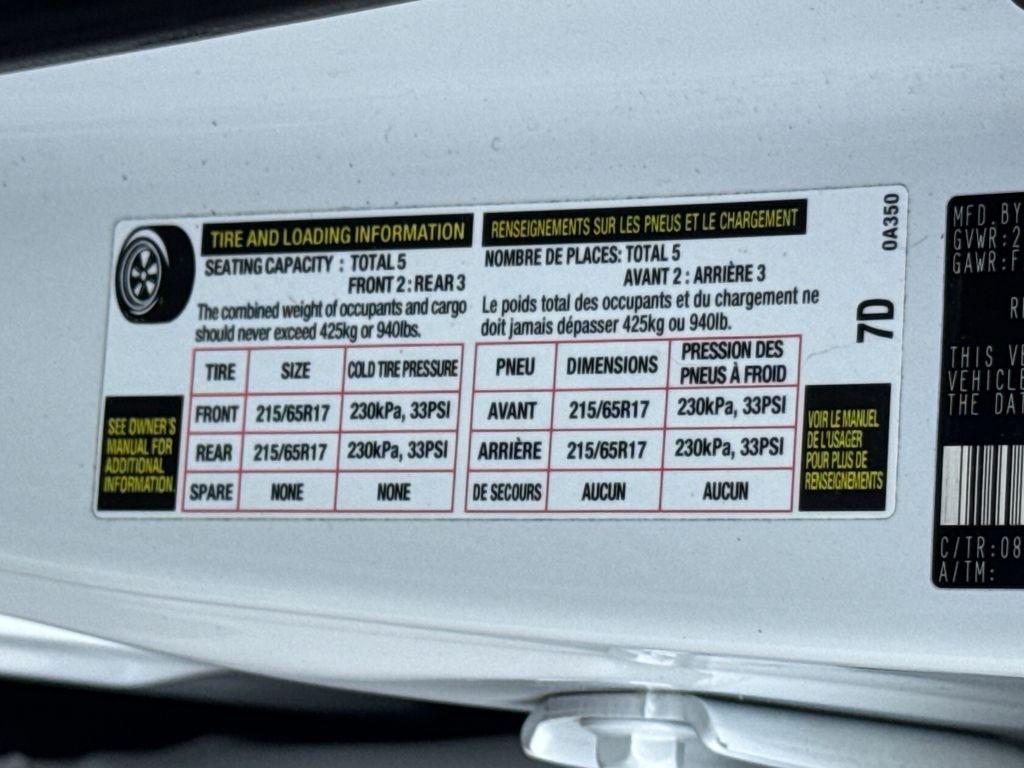 TIRE AND LOADING INFORMATION
SEATING CAPACITY : TOTAL 5
FRONT 2 : REAR 3
The combined weight of occupants and cargo
should never exceed 425kg or 940lbs.
TIRE SIZE COLD TIRE PRESSURE
FRONT 215/65R17 230kPa, 33PSI
REAR 215/65R17 230kPa, 33PSI
SPARE NONE NONE
SEE OWNER'S
MANUAL FOR
ADDITIONAL
INFORMATION
RENSEIGNEMENTS SUR LES PNEUS ET LE CHARGEMENT
NOMBRE DE PLACES: TOTAL 5
AVANT 2 : ARRIÈRE 3
Le poids total des occupants et du chargement ne
doit jamais dépasser 425kg ou 940lb.
PNEU DIMENSIONS PRESSION DES
PNEUS À FROID
AVANT 215/65R17 230kPa, 33PSI
ARRIÈRE 215/65R17 230kPa, 33PSI
DE SECOURS AUCUN AUCUN
VOIR LE MANUEL
DE L'USAGER
POUR PLUS DE
RENSEIGNEMENTS
0A350
7D
MFD.BY
GVWR:2
GAWR:F
THIS VE
VEHICLE
THE DAT
C/TR:08
A/TM: